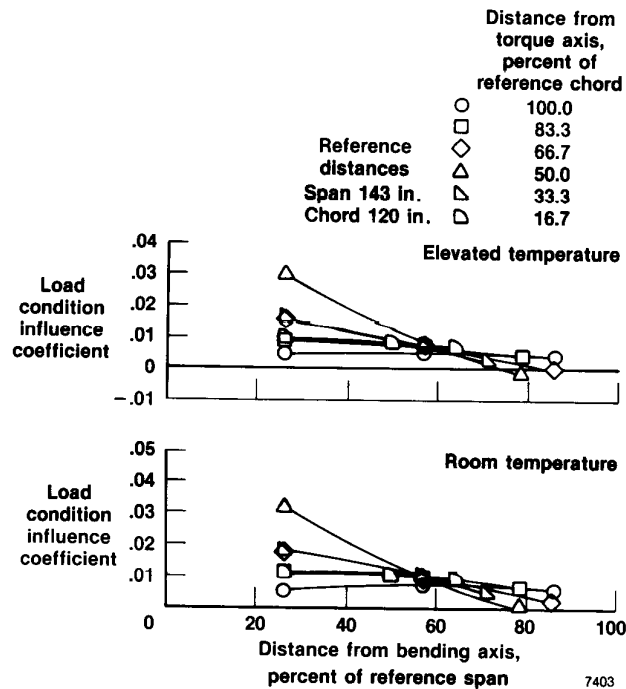 Distance from
torque axis,
percent of
reference chord
100.0
83.3
Reference 66.7
distances 50.0
Span 143 in. 33.3
Chord 120 in. 16.7
Elevated temperature
Load
condition
influence
coefficient
.04
.03
.02
.01
0
-.01
Room temperature
Load
condition
influence
coefficient
.05
.04
.03
.02
.01
0 20 40 60 80 100
Distance from bending axis,
percent of reference span
7403